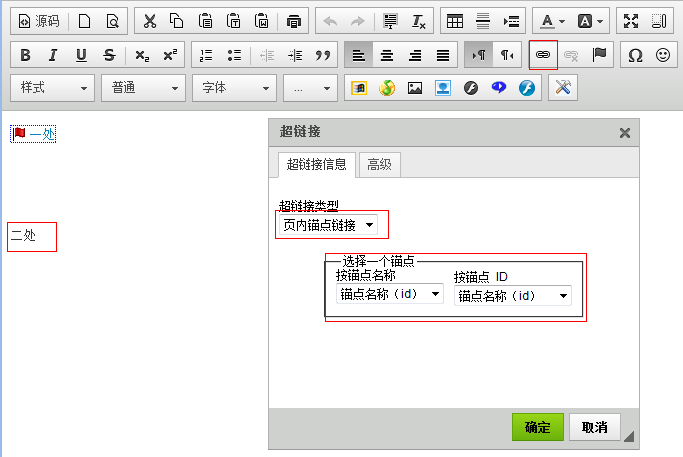 源码
B I U S x₂ x² 
样式 普通 字体 ...
一处
二处
超链接
超链接信息 高级
超链接类型
页内锚点链接
选择一个锚点
按锚点名称 按锚点 ID
锚点名称（id） 锚点名称（id）
确定 取消